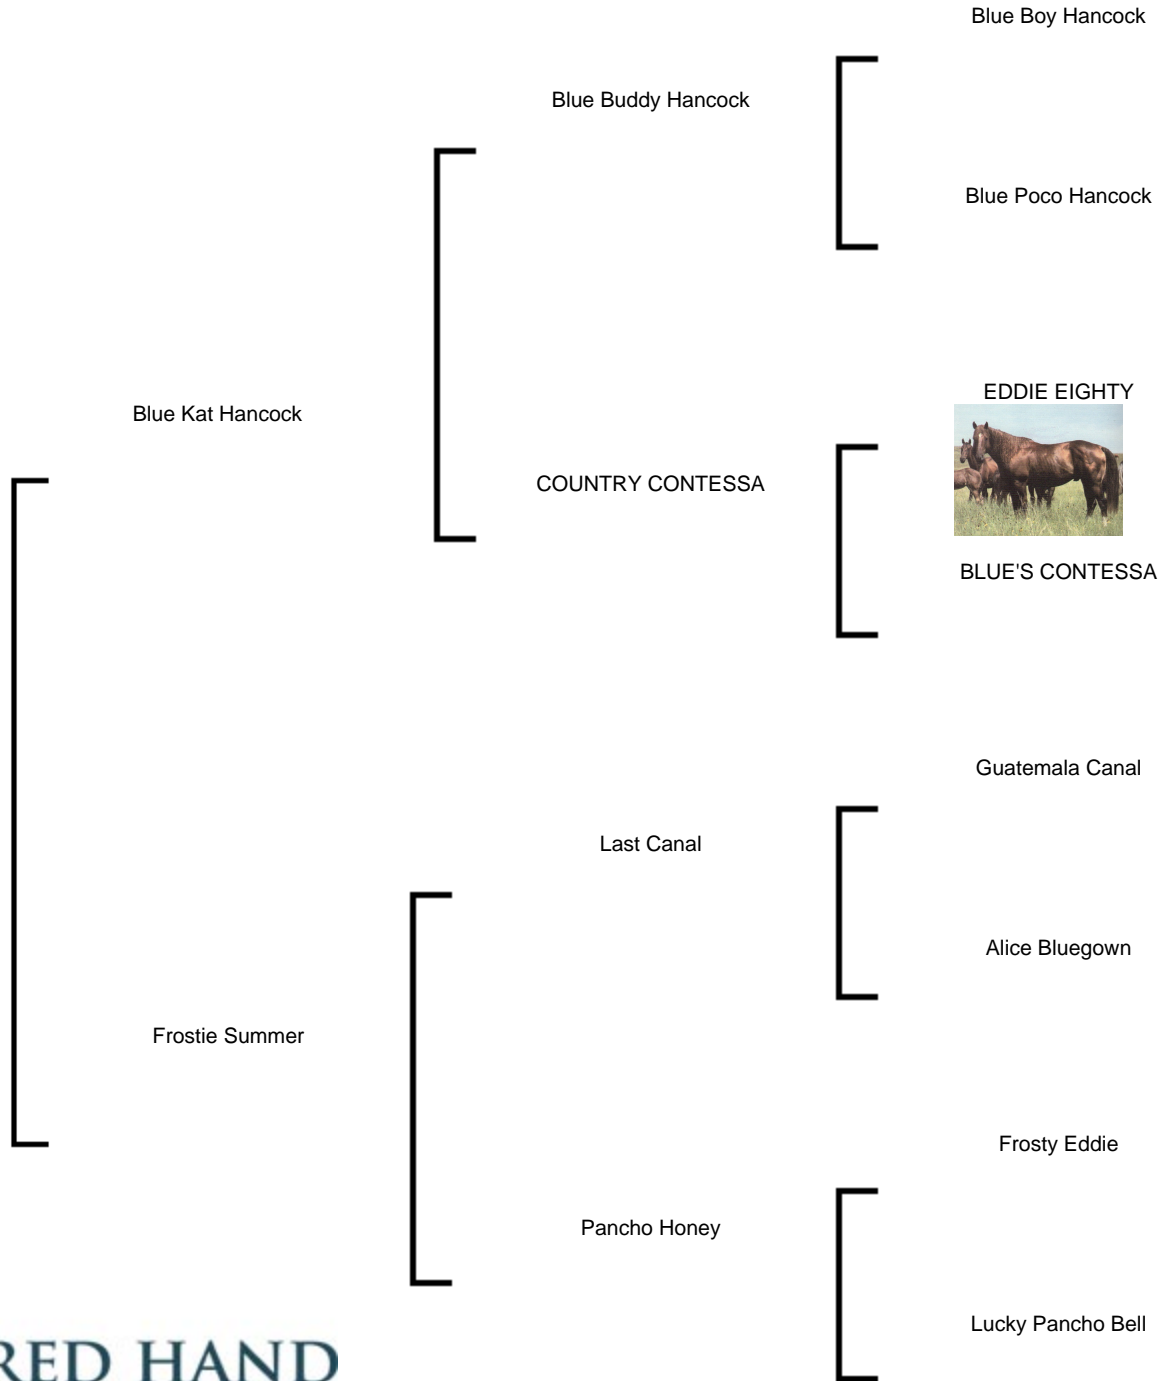 Blue Boy Hancock
Blue Buddy Hancock
Blue Poco Hancock
EDDIE EIGHTY
Blue Kat Hancock
COUNTRY CONTESSA
BLUE'S CONTESSA
Guatemala Canal
Last Canal
Alice Bluegown
Frostie Summer
Frosty Eddie
Pancho Honey
Lucky Pancho Bell
RED HAND